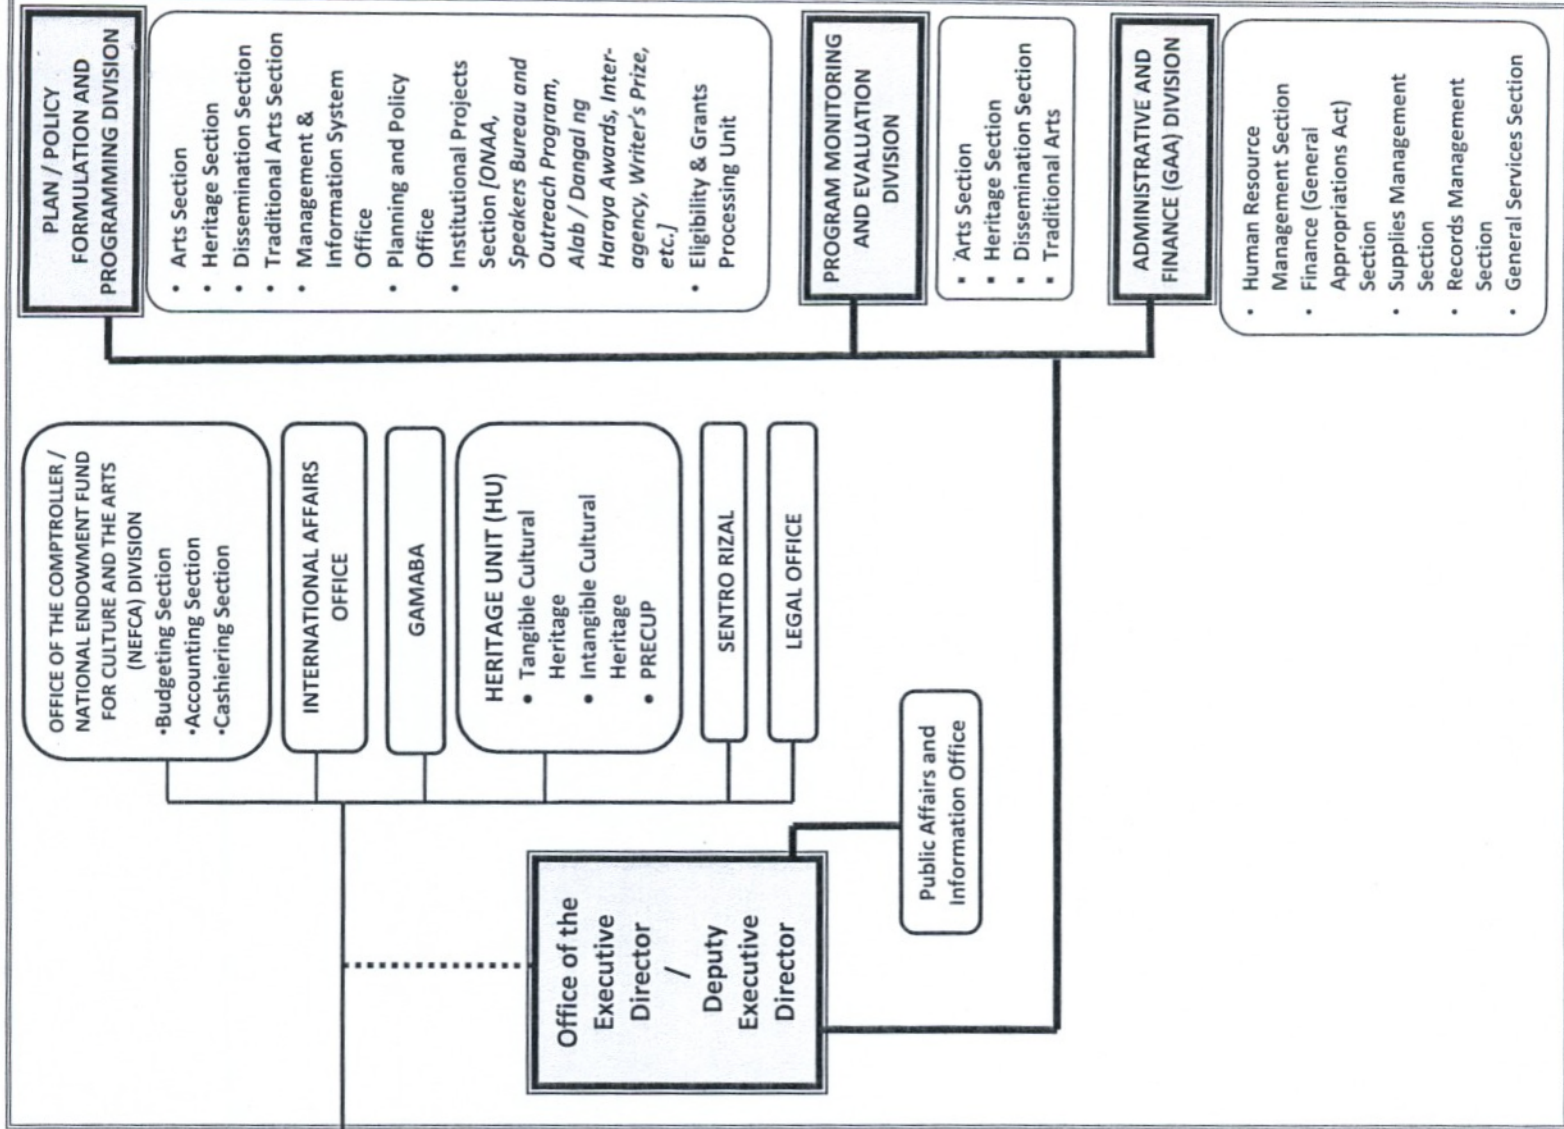 Office of the
Executive
Director
/
Deputy
Executive
Director
Public Affairs and
Information Office
OFFICE OF THE COMPTROLLER /
NATIONAL ENDOWMENT FUND
FOR CULTURE AND THE ARTS
(NEFCA) DIVISION
•Budgeting Section
•Accounting Section
•Cashiering Section
INTERNATIONAL AFFAIRS
OFFICE
GAMABA
HERITAGE UNIT (HU)
• Tangible Cultural
Heritage
• Intangible Cultural
Heritage
• PRECUP
SENTRO RIZAL
LEGAL OFFICE
PLAN / POLICY
FORMULATION AND
PROGRAMMING DIVISION
• Arts Section
• Heritage Section
• Dissemination Section
• Traditional Arts Section
• Management &
Information System
Office
• Planning and Policy
Office
• Institutional Projects
Section [ONAA,
Speakers Bureau and
Outreach Program,
Alab / Dangal ng
Haraya Awards, Inter-
agency, Writer's Prize,
etc.]
• Eligibility & Grants
Processing Unit
PROGRAM MONITORING
AND EVALUATION
DIVISION
▪ Arts Section
▪ Heritage Section
▪ Dissemination Section
▪ Traditional Arts
ADMINISTRATIVE AND
FINANCE (GAA) DIVISION
• Human Resource
Management Section
• Finance (General
Appropriations Act)
Section
• Supplies Management
Section
• Records Management
Section
• General Services Section